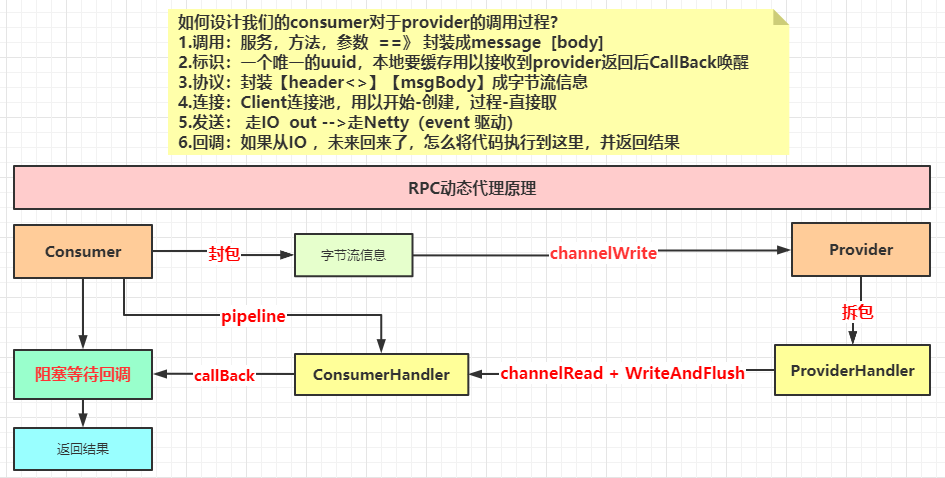 如何设计我们的consumer对于provider的调用过程?
1.调用：服务，方法，参数 ==》 封装成message [body]
2.标识：一个唯一的uuid，本地要缓存用以接收到provider返回后CallBack唤醒
3.协议：封装【header<>】【msgBody】成字节流信息
4.连接：Client连接池，用以开始-创建，过程-直接取
5.发送： 走IO out -->走Netty（event 驱动）
6.回调：如果从IO ，未来回来了，怎么将代码执行到这里，并返回结果
RPC动态代理原理
Consumer
封包
字节流信息
channelWrite
Provider
拆包
pipeline
阻塞等待回调
callBack
ConsumerHandler
channelRead + WriteAndFlush
ProviderHandler
返回结果